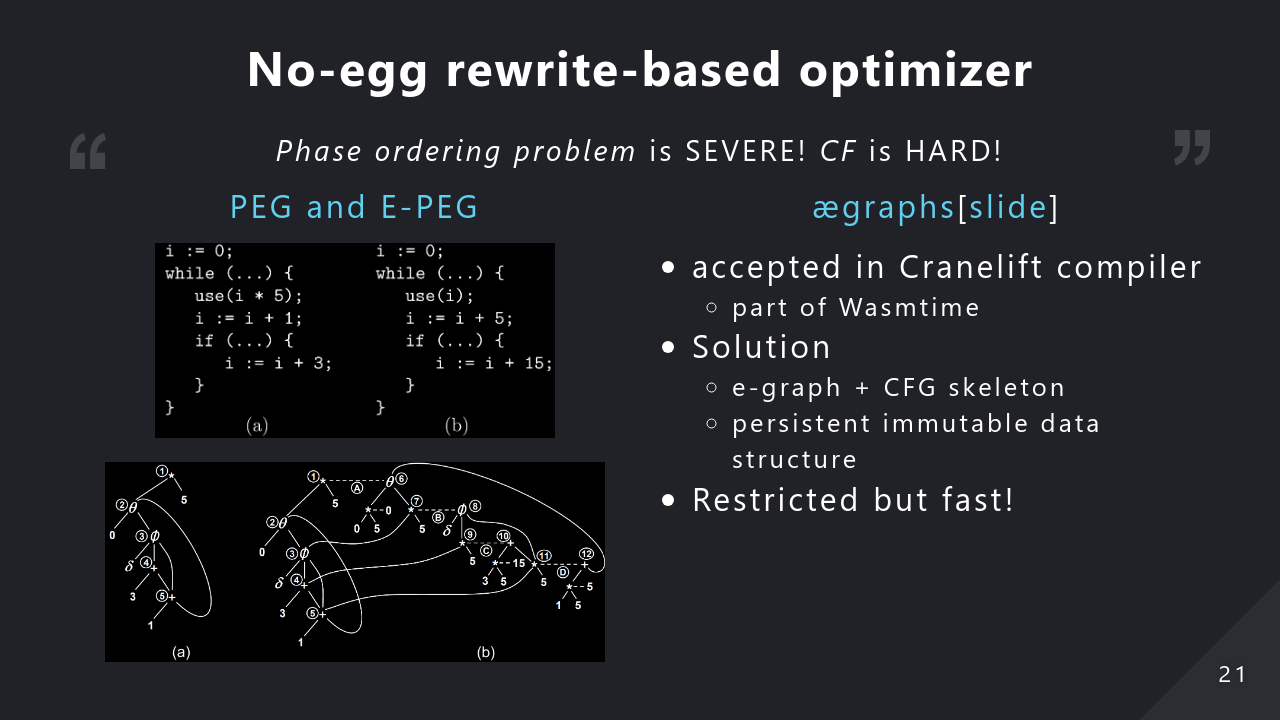 No-egg rewrite-based optimizer
“ Phase ordering problem is SEVERE! CF is HARD! ”
PEG and E-PEG
i := 0;
while (...) {
use(i * 5);
i := i + 1;
if (...) {
i := i + 3;
}
}
(a)
i := 0;
while (...) {
use(i);
i := i + 5;
if (...) {
i := i + 15;
}
}
(b)
1 *
5
2 θ
0
3 ϕ
δ
4 +
3
5 +
1
(a)
1 *
5
2 θ
0
3 ϕ
δ
4 +
3
5 +
1
A
θ 6
* 0
0 5
7 *
5
B
ϕ 8
δ
9 *
5
C
10 +
* 15
3 5
11 *
5
D
12 +
* 5
1 5
(b)
ægraphs[slide]
• accepted in Cranelift compiler
◦ part of Wasmtime
• Solution
◦ e-graph + CFG skeleton
◦ persistent immutable data
structure
• Restricted but fast!
21